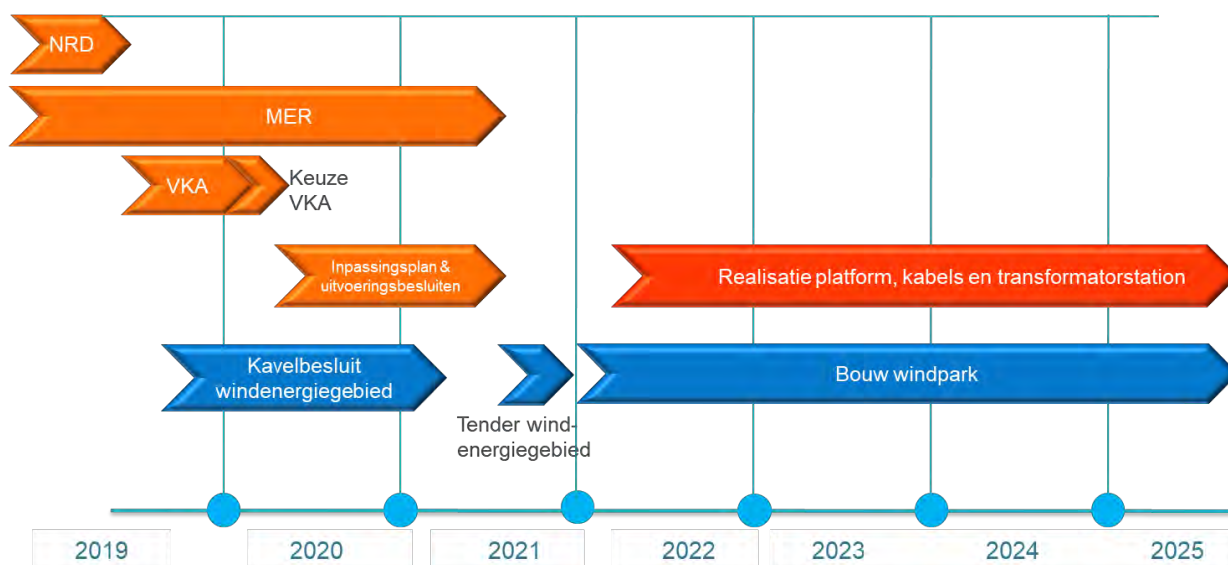 NRD
MER
VKA
Keuze
VKA
Inpassingsplan &
uitvoeringsbesluiten
Realisatie platform, kabels en transformatorstation
Kavelbesluit
windenergiegebied
Bouw windpark
Tender wind-
energiegebied
2019
2020
2021
2022
2023
2024
2025